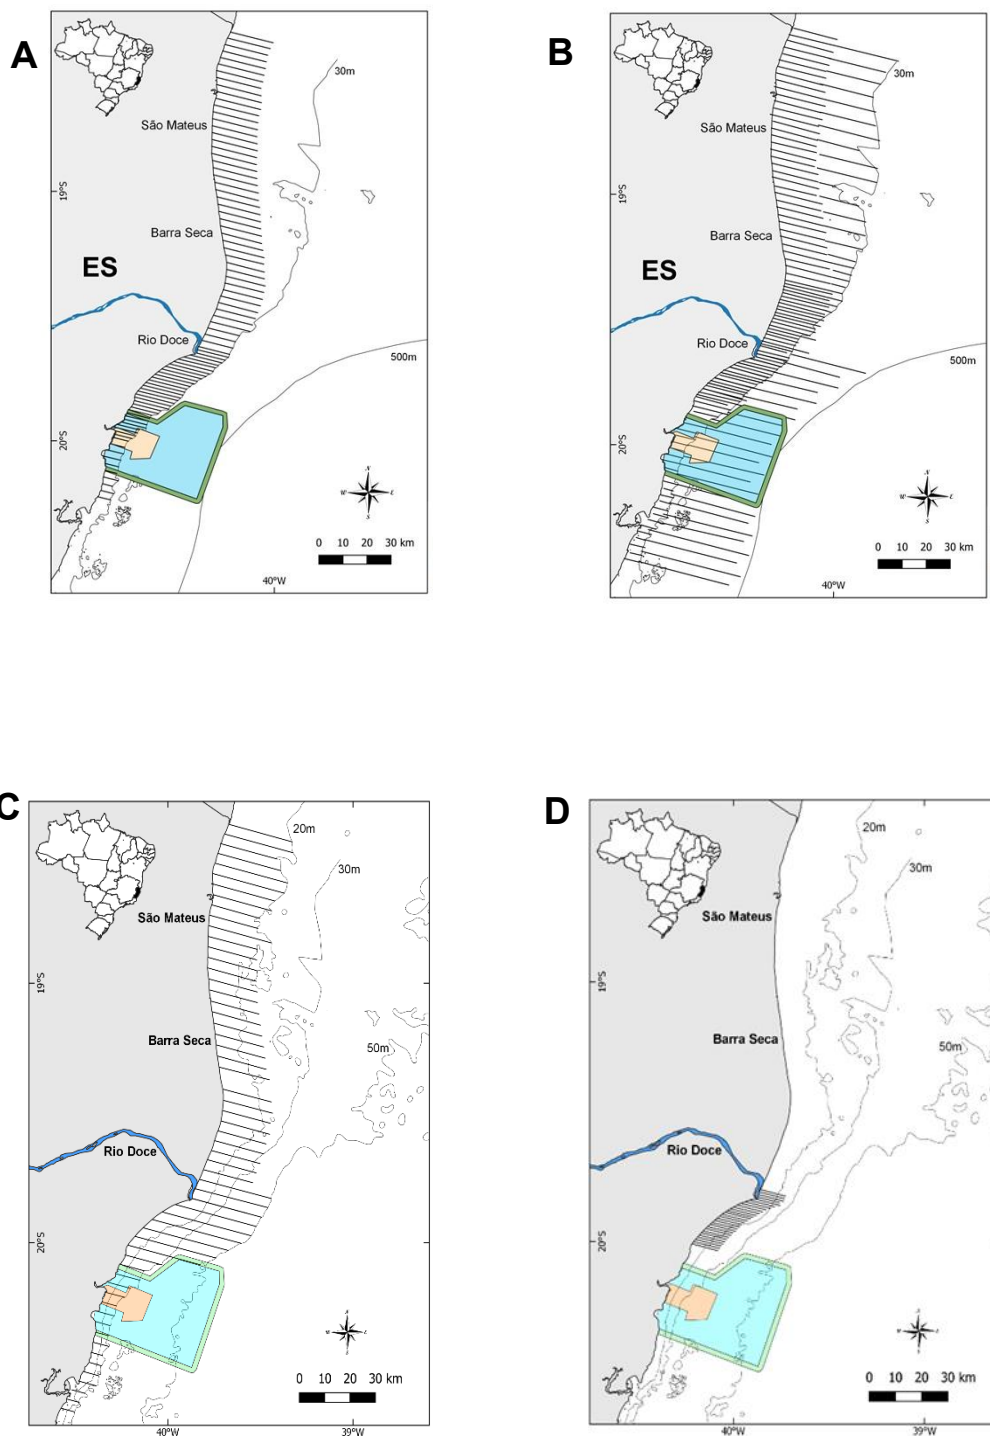 A
30m
São Mateus
19°S
Barra Seca
ES
Rio Doce
500m
20°S
N
W
E
S
0 10 20 30 km
40°W
B
30m
São Mateus
19°S
Barra Seca
ES
Rio Doce
500m
20°S
N
W
E
S
0 10 20 30 km
40°W
C
20m
30m
São Mateus
19°S
Barra Seca
50m
Rio Doce
20°S
0 10 20 30 km
40°W
39°W
D
20m
30m
São Mateus
19°S
Barra Seca
50m
Rio Doce
20°S
0 10 20 30 km
40°W
39°W